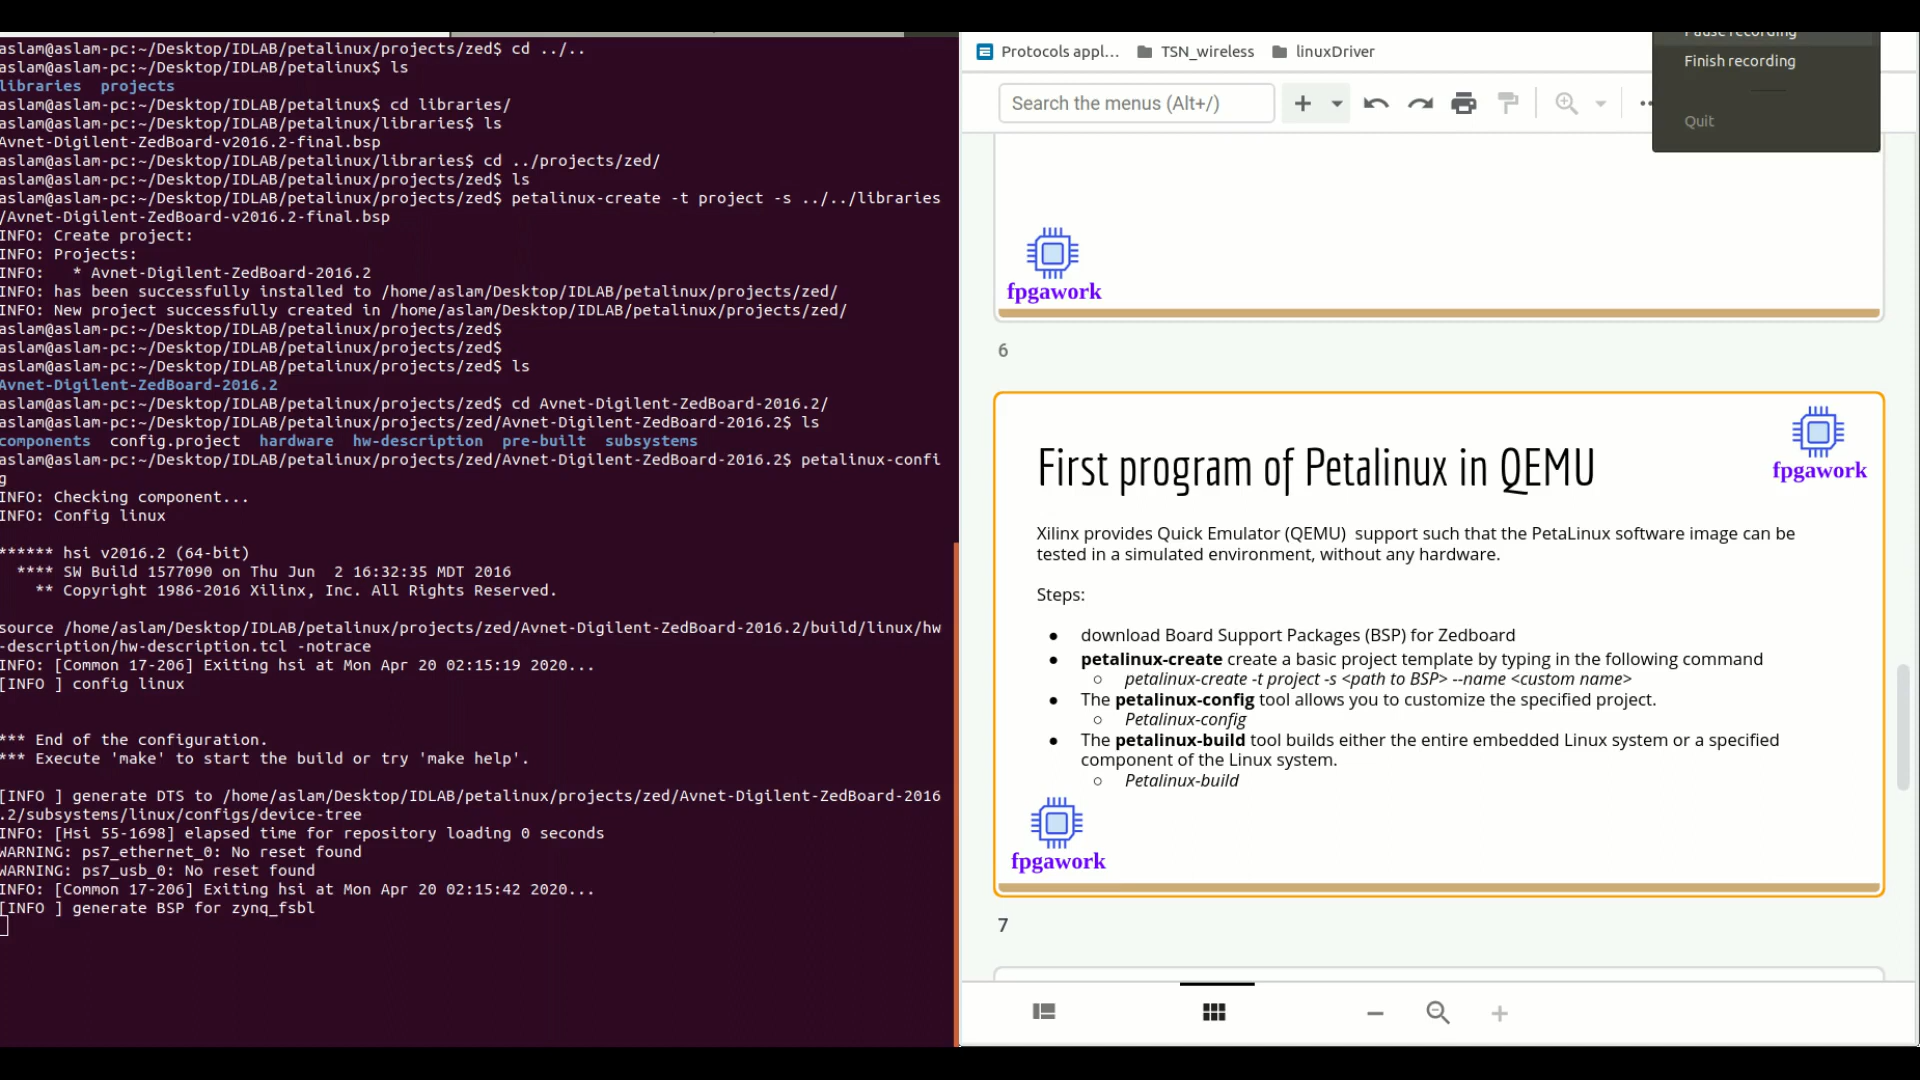 aslam@aslam-pc:~/Desktop/IDLAB/petalinux/projects/zed$ cd ../..
aslam@aslam-pc:~/Desktop/IDLAB/petalinux$ ls
libraries  projects
aslam@aslam-pc:~/Desktop/IDLAB/petalinux$ cd libraries/
aslam@aslam-pc:~/Desktop/IDLAB/petalinux/libraries$ ls
Avnet-Digilent-ZedBoard-v2016.2-final.bsp
aslam@aslam-pc:~/Desktop/IDLAB/petalinux/libraries$ cd ../projects/zed/
aslam@aslam-pc:~/Desktop/IDLAB/petalinux/projects/zed$ ls
aslam@aslam-pc:~/Desktop/IDLAB/petalinux/projects/zed$ petalinux-create -t project -s ../../libraries
/Avnet-Digilent-ZedBoard-v2016.2-final.bsp
INFO: Create project:
INFO: Projects:
INFO:   * Avnet-Digilent-ZedBoard-2016.2
INFO: has been successfully installed to /home/aslam/Desktop/IDLAB/petalinux/projects/zed/
INFO: New project successfully created in /home/aslam/Desktop/IDLAB/petalinux/projects/zed/
aslam@aslam-pc:~/Desktop/IDLAB/petalinux/projects/zed$
aslam@aslam-pc:~/Desktop/IDLAB/petalinux/projects/zed$
aslam@aslam-pc:~/Desktop/IDLAB/petalinux/projects/zed$ ls
Avnet-Digilent-ZedBoard-2016.2
aslam@aslam-pc:~/Desktop/IDLAB/petalinux/projects/zed$ cd Avnet-Digilent-ZedBoard-2016.2/
aslam@aslam-pc:~/Desktop/IDLAB/petalinux/projects/zed/Avnet-Digilent-ZedBoard-2016.2$ ls
components  config.project  hardware  hw-description  pre-built  subsystems
aslam@aslam-pc:~/Desktop/IDLAB/petalinux/projects/zed/Avnet-Digilent-ZedBoard-2016.2$ petalinux-confi
g
INFO: Checking component...
INFO: Config linux
****** hsi v2016.2 (64-bit)
**** SW Build 1577090 on Thu Jun  2 16:32:35 MDT 2016
** Copyright 1986-2016 Xilinx, Inc. All Rights Reserved.
source /home/aslam/Desktop/IDLAB/petalinux/projects/zed/Avnet-Digilent-ZedBoard-2016.2/build/linux/hw
-description/hw-description.tcl -notrace
INFO: [Common 17-206] Exiting hsi at Mon Apr 20 02:15:19 2020...
[INFO ] config linux
*** End of the configuration.
*** Execute 'make' to start the build or try 'make help'.
[INFO ] generate DTS to /home/aslam/Desktop/IDLAB/petalinux/projects/zed/Avnet-Digilent-ZedBoard-2016
.2/subsystems/linux/configs/device-tree
INFO: [Hsi 55-1698] elapsed time for repository loading 0 seconds
WARNING: ps7_ethernet_0: No reset found
WARNING: ps7_usb_0: No reset found
INFO: [Common 17-206] Exiting hsi at Mon Apr 20 02:15:42 2020...
[INFO ] generate BSP for zynq_fsbl
Protocols appl...  TSN_wireless  linuxDriver
Pause recording
Finish recording
Quit
Search the menus (Alt+/)
fpgawork
6
First program of Petalinux in QEMU
fpgawork
Xilinx provides Quick Emulator (QEMU)  support such that the PetaLinux software image can be
tested in a simulated environment, without any hardware.
Steps:
● download Board Support Packages (BSP) for Zedboard
● petalinux-create create a basic project template by typing in the following command
○ petalinux-create -t project -s <path to BSP> --name <custom name>
● The petalinux-config tool allows you to customize the specified project.
○ Petalinux-config
● The petalinux-build tool builds either the entire embedded Linux system or a specified
component of the Linux system.
○ Petalinux-build
fpgawork
7